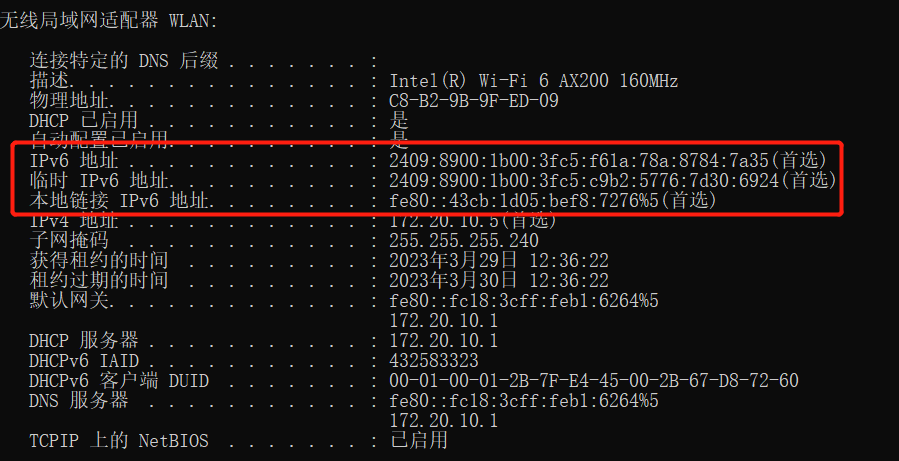 无线局域网适配器 WLAN:
连接特定的 DNS 后缀 . . . . . . . :
描述. . . . . . . . . . . . . . . : Intel(R) Wi-Fi 6 AX200 160MHz
物理地址. . . . . . . . . . . . . : C8-B2-9B-9F-ED-09
DHCP 已启用 . . . . . . . . . . . : 是
自动配置已启用. . . . . . . . . . : 是
IPv6 地址 . . . . . . . . . . . . : 2409:8900:1b00:3fc5:f61a:78a:8784:7a35(首选)
临时 IPv6 地址. . . . . . . . . . : 2409:8900:1b00:3fc5:c9b2:5776:7d30:6924(首选)
本地链接 IPv6 地址. . . . . . . . : fe80::43cb:1d05:bef8:7276%5(首选)
IPv4 地址 . . . . . . . . . . . . : 172.20.10.5(首选)
子网掩码  . . . . . . . . . . . . : 255.255.255.240
获得租约的时间  . . . . . . . . . : 2023年3月29日 12:36:22
租约过期的时间  . . . . . . . . . : 2023年3月30日 12:36:22
默认网关. . . . . . . . . . . . . : fe80::fc18:3cff:feb1:6264%5
172.20.10.1
DHCP 服务器 . . . . . . . . . . . : 172.20.10.1
DHCPv6 IAID . . . . . . . . . . . : 432583323
DHCPv6 客户端 DUID  . . . . . . . : 00-01-00-01-2B-7F-E4-45-00-2B-67-D8-72-60
DNS 服务器  . . . . . . . . . . . : fe80::fc18:3cff:feb1:6264%5
172.20.10.1
TCPIP 上的 NetBIOS  . . . . . . . : 已启用